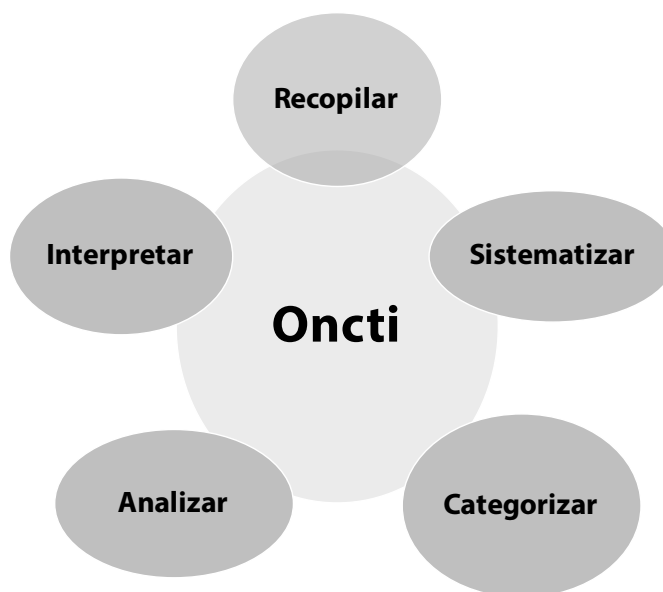 Recopilar
Interpretar
Sistematizar
Oncti
Analizar
Categorizar